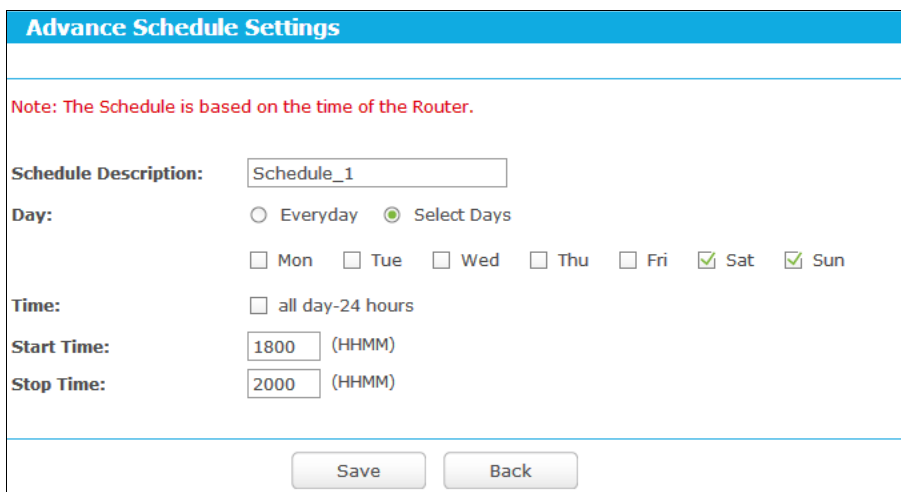 Advance Schedule Settings
Note: The Schedule is based on the time of the Router.
Schedule Description: Schedule_1
Day: Everyday Select Days
Mon Tue Wed Thu Fri Sat Sun
Time: all day-24 hours
Start Time: 1800 (HHMM)
Stop Time: 2000 (HHMM)
Save Back